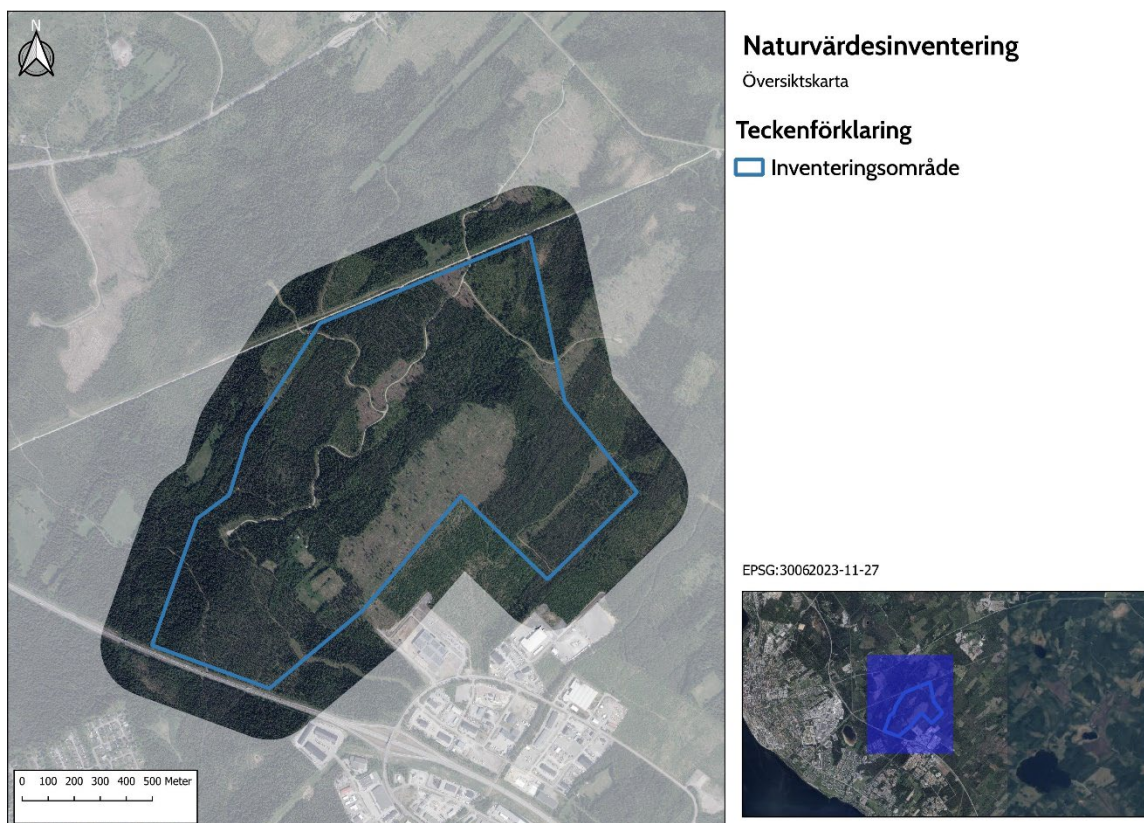 N
Naturvärdesinventering
Översiktskarta
Teckenförklaring
Inventeringsområde
EPSG:30062023-11-27
0 100 200 300 400 500 Meter